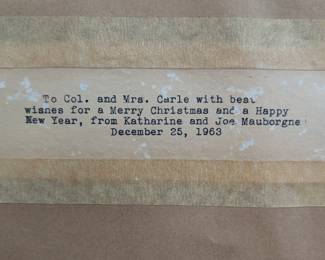 To Col. and Mrs. Carle with best
wishes for a Merry Christmas and a Happy
New Year, from Katharine and Joe Mauborgne
December 25, 1963